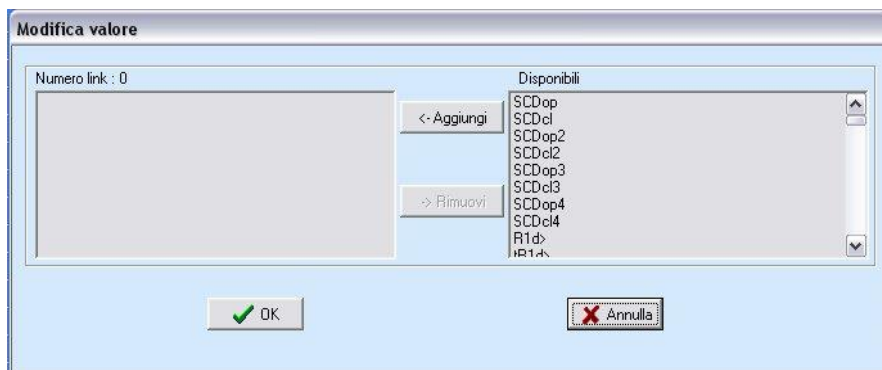 Modifica valore
Numero link : 0
Disponibili
<- Aggiungi
-> Rimuovi
SCDop
SCDcl
SCDop2
SCDcl2
SCDop3
SCDcl3
SCDop4
SCDcl4
R1d>
tR1d>
OK
Annulla